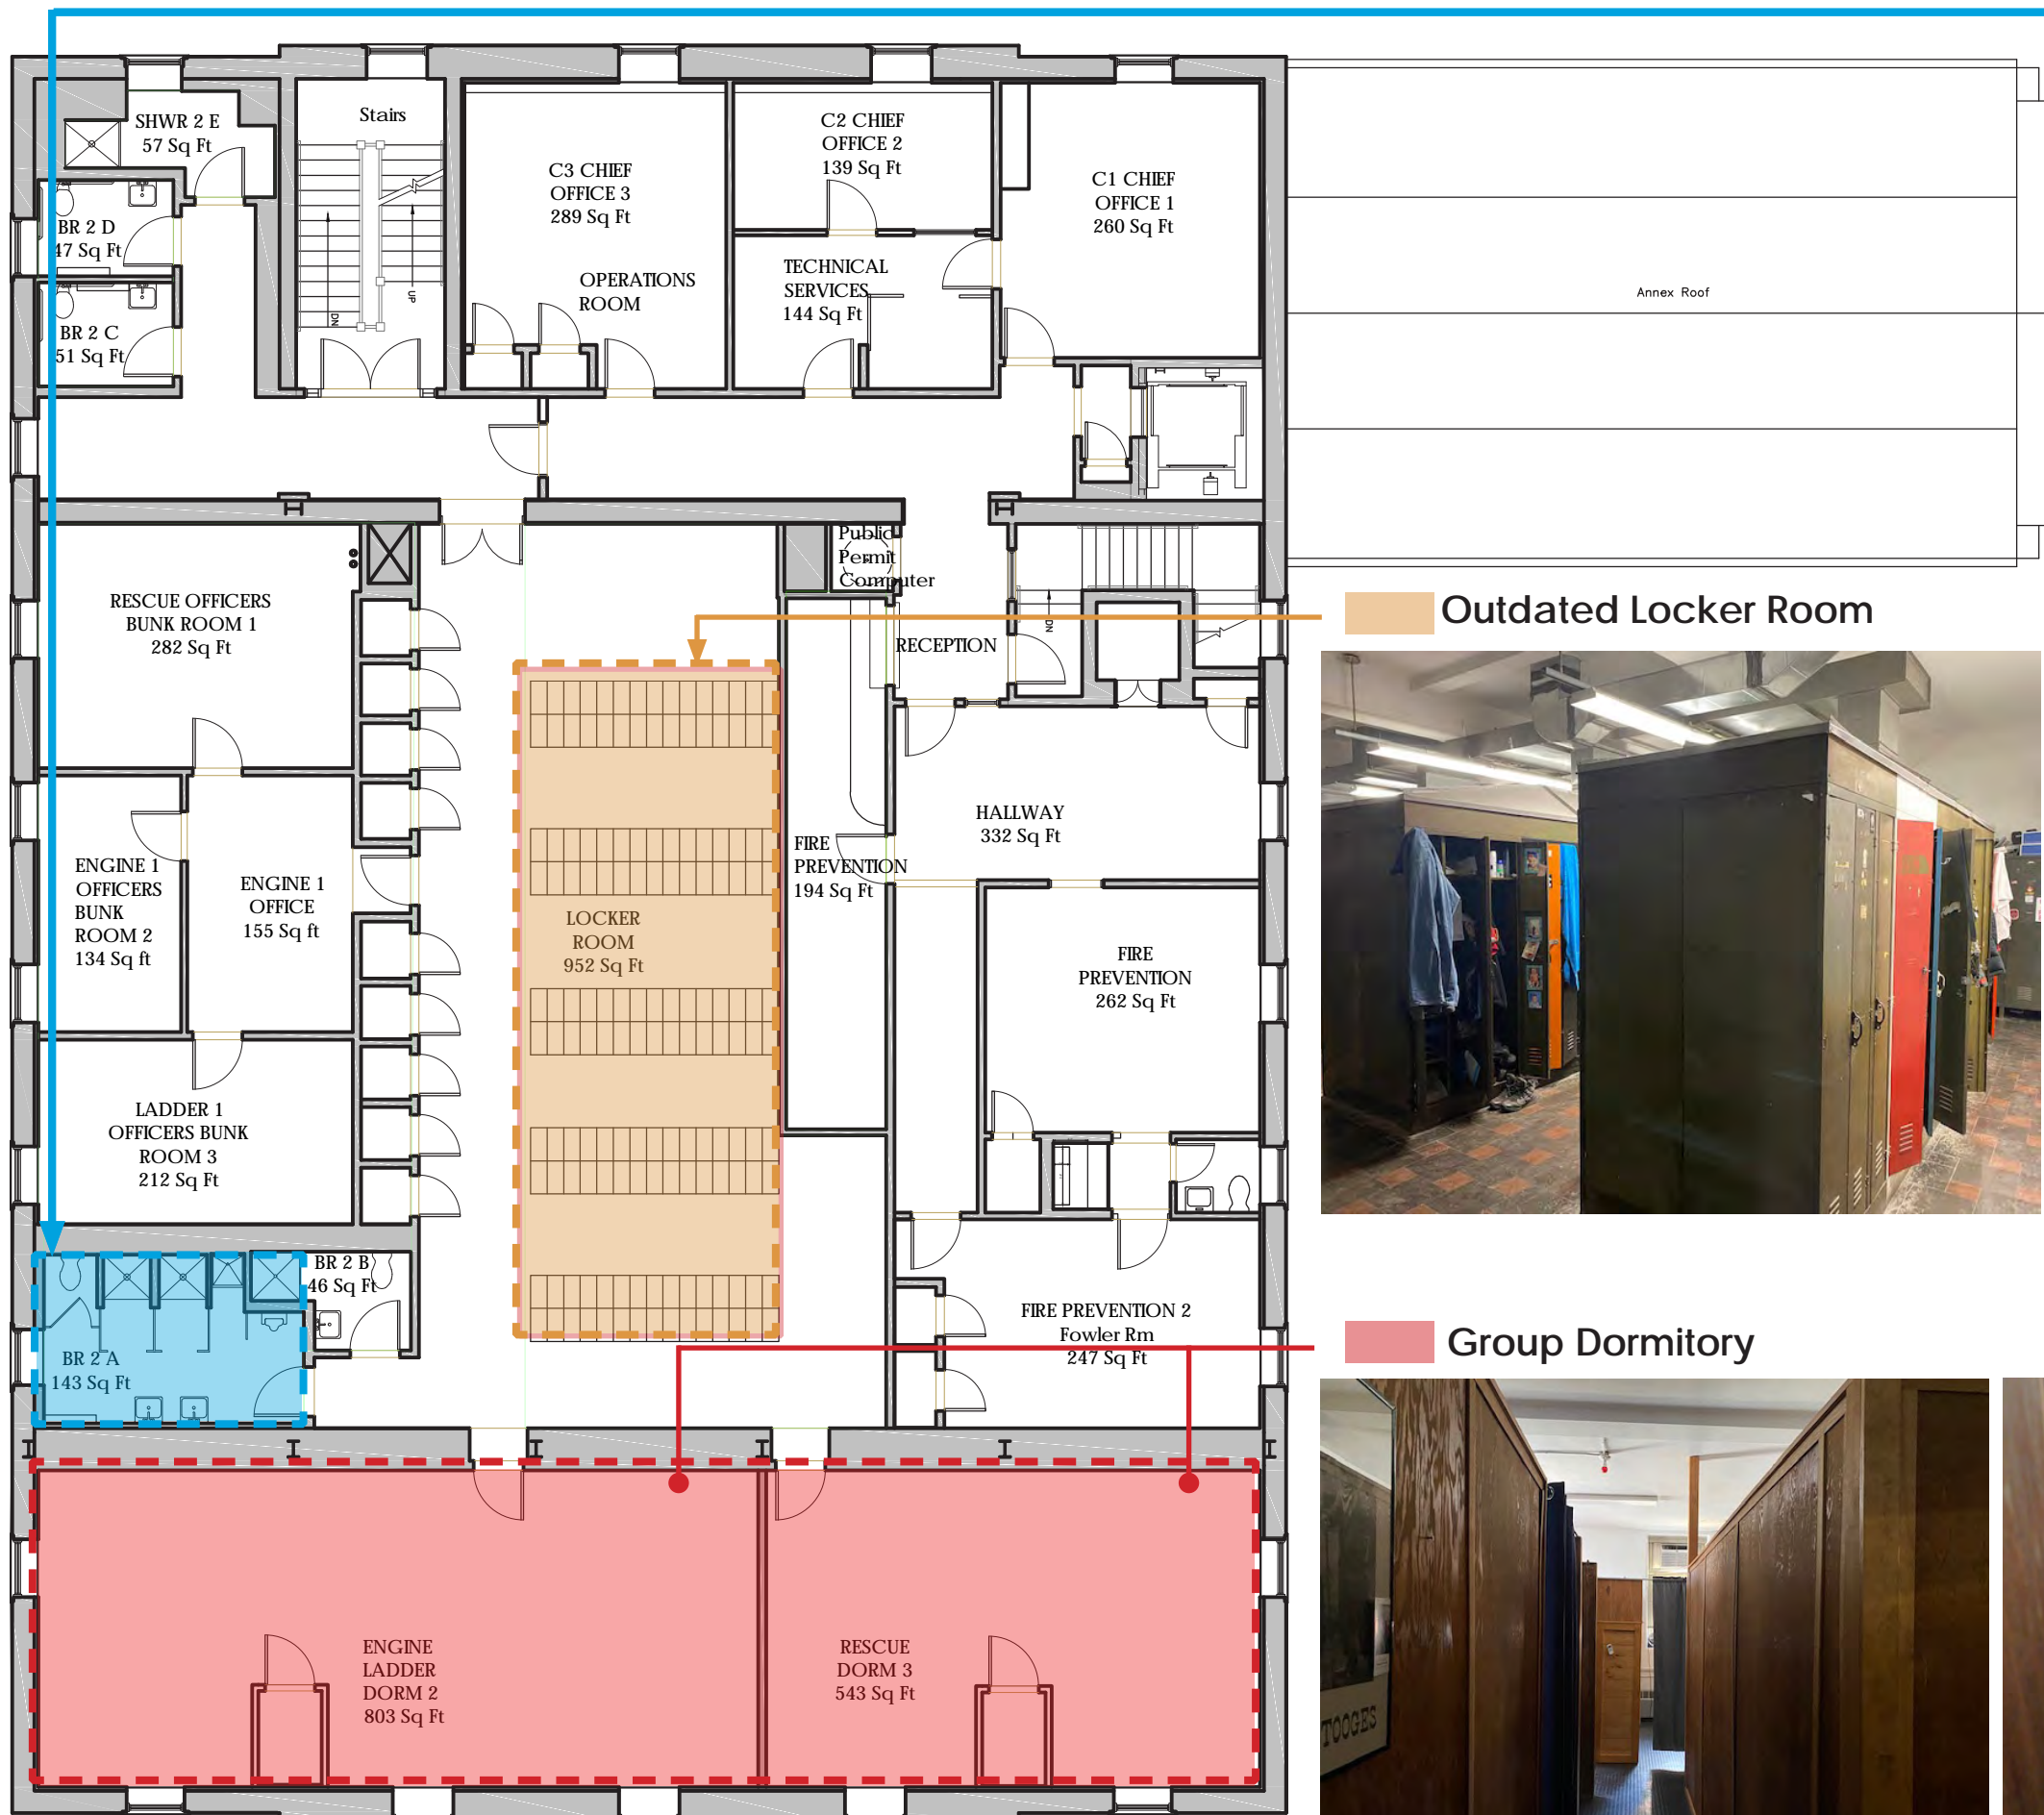 SHWR 2 E
57 Sq Ft
Stairs
DN
UP
BR 2 D
47 Sq Ft
BR 2 C
51 Sq Ft
C3 CHIEF
OFFICE 3
289 Sq Ft
OPERATIONS
ROOM
C2 CHIEF
OFFICE 2
139 Sq Ft
TECHNICAL
SERVICES
144 Sq Ft
C1 CHIEF
OFFICE 1
260 Sq Ft
Annex Roof
RESCUE OFFICERS
BUNK ROOM 1
282 Sq Ft
Public
Permit
Computer
RECEPTION
DN
Outdated Locker Room
ENGINE 1
OFFICERS
BUNK
ROOM 2
134 Sq ft
ENGINE 1
OFFICE
155 Sq ft
LOCKER
ROOM
952 Sq Ft
FIRE
PREVENTION
194 Sq Ft
HALLWAY
332 Sq Ft
FIRE
PREVENTION
262 Sq Ft
LADDER 1
OFFICERS BUNK
ROOM 3
212 Sq Ft
BR 2 B
46 Sq Ft
BR 2 A
143 Sq Ft
FIRE PREVENTION 2
Fowler Rm
247 Sq Ft
Group Dormitory
ENGINE
LADDER
DORM 2
803 Sq Ft
RESCUE
DORM 3
543 Sq Ft
TOOGES